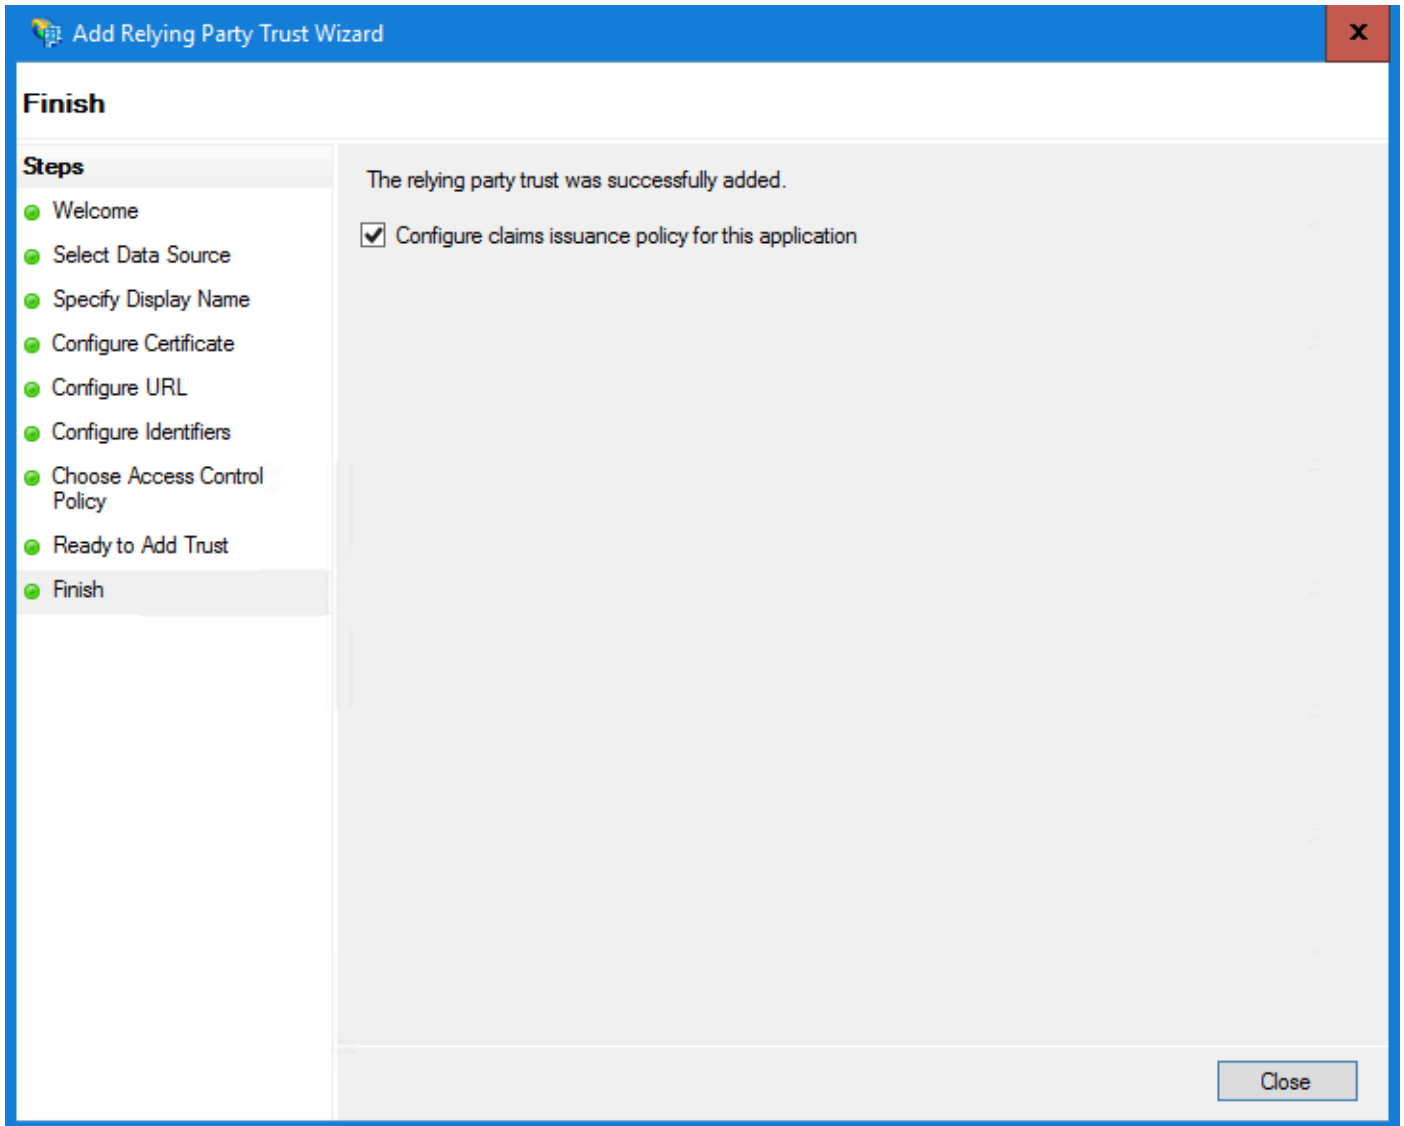 Add Relying Party Trust Wizard
x
Finish
Steps
Welcome
Select Data Source
Specify Display Name
Configure Certificate
Configure URL
Configure Identifiers
Choose Access Control
Policy
Ready to Add Trust
Finish
The relying party trust was successfully added.
Configure claims issuance policy for this application
Close